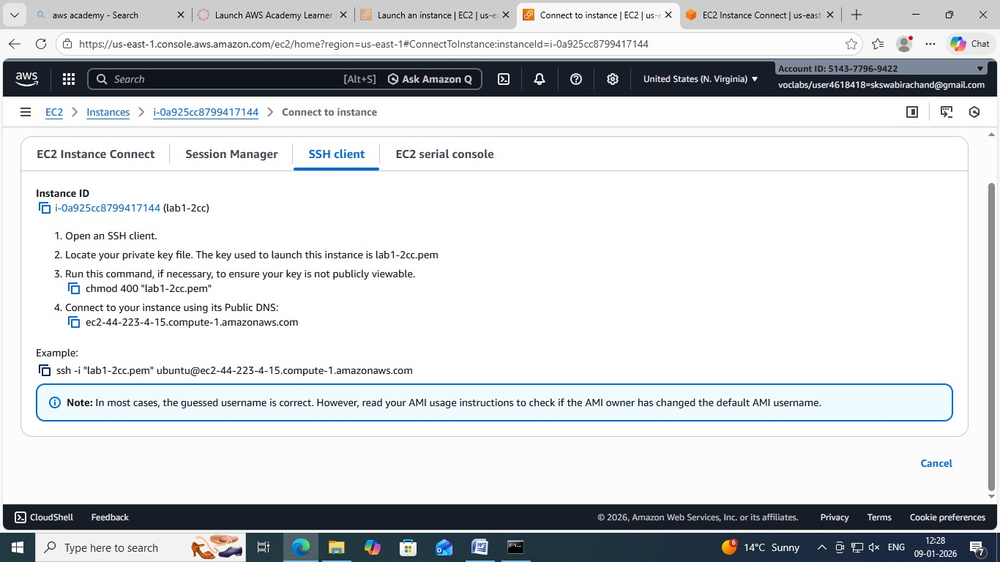 aws academy - Search
Launch AWS Academy Learner
Launch an instance | EC2 | us-ea
Connect to instance | EC2 | us-e
EC2 Instance Connect | us-east-
https://us-east-1.console.aws.amazon.com/ec2/home?region=us-east-1#ConnectToInstance:instanceId=i-0a925cc8799417144
Chat
aws
Search
[Alt+S]
Ask Amazon Q
United States (N. Virginia)
Account ID: 5143-7796-9422
voclabs/user4618418=skswabirachand@gmail.com
EC2
Instances
i-0a925cc8799417144
Connect to instance
EC2 Instance Connect
Session Manager
SSH client
EC2 serial console
Instance ID
i-0a925cc8799417144 (lab1-2cc)
1. Open an SSH client.
2. Locate your private key file. The key used to launch this instance is lab1-2cc.pem
3. Run this command, if necessary, to ensure your key is not publicly viewable.
chmod 400 "lab1-2cc.pem"
4. Connect to your instance using its Public DNS:
ec2-44-223-4-15.compute-1.amazonaws.com
Example:
ssh -i "lab1-2cc.pem" ubuntu@ec2-44-223-4-15.compute-1.amazonaws.com
Note: In most cases, the guessed username is correct. However, read your AMI usage instructions to check if the AMI owner has changed the default AMI username.
Cancel
CloudShell
Feedback
© 2026, Amazon Web Services, Inc. or its affiliates.
Privacy
Terms
Cookie preferences
Type here to search
6
14°C Sunny
ENG
12:28
09-01-2026
7